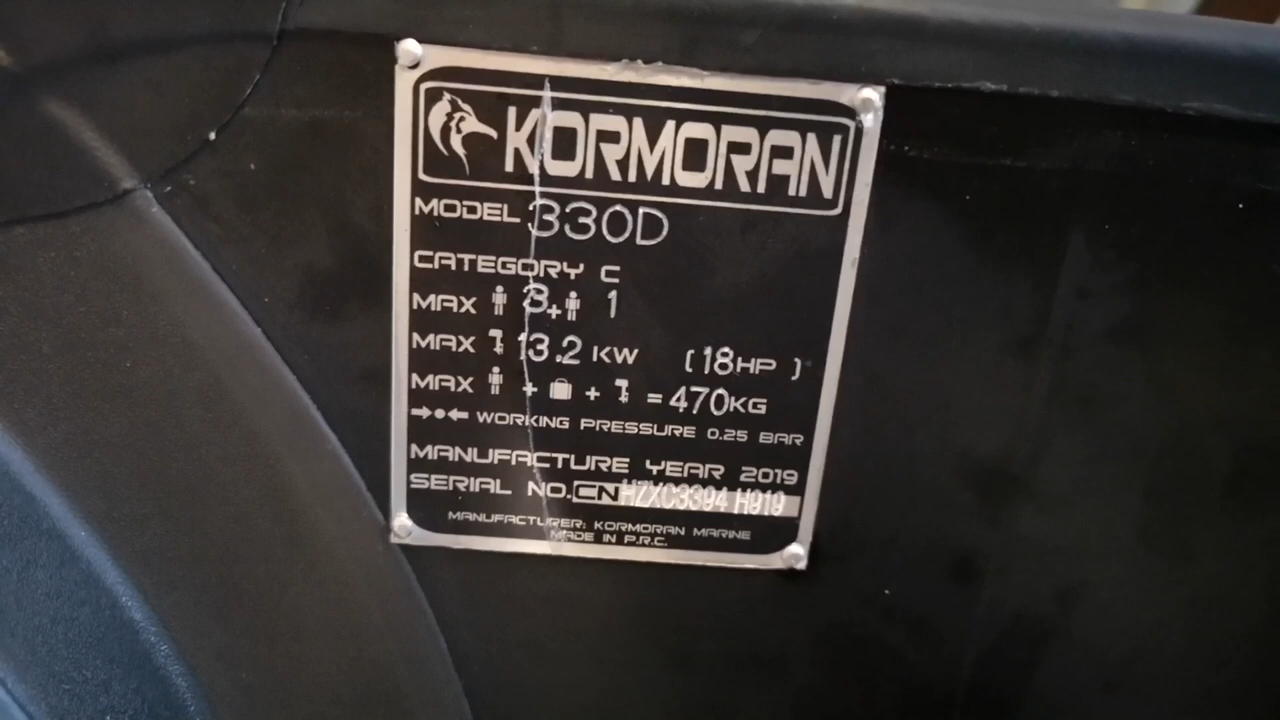 KORMORAN
MODEL 330D
CATEGORY C
MAX 3 + 1
MAX 13.2 KW (18HP)
MAX + + = 470KG
WORKING PRESSURE 0.25 BAR
MANUFACTURE YEAR 2019
SERIAL NO. CN HZXC3394 H919
MANUFACTURER: KORMORAN MARINE
MADE IN P.R.C.